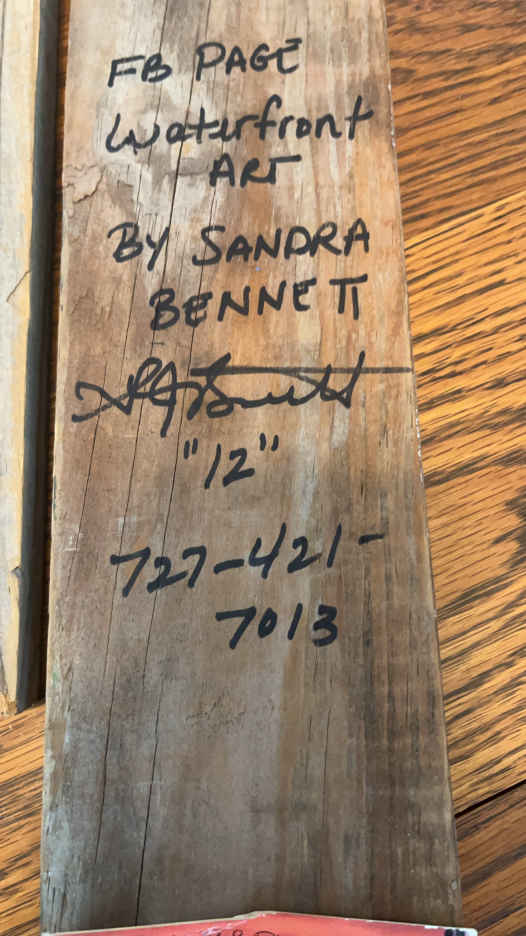 FB PAGE
Waterfront
ART
BY SANDRA
BENNETT
"12"
727-421-
7013